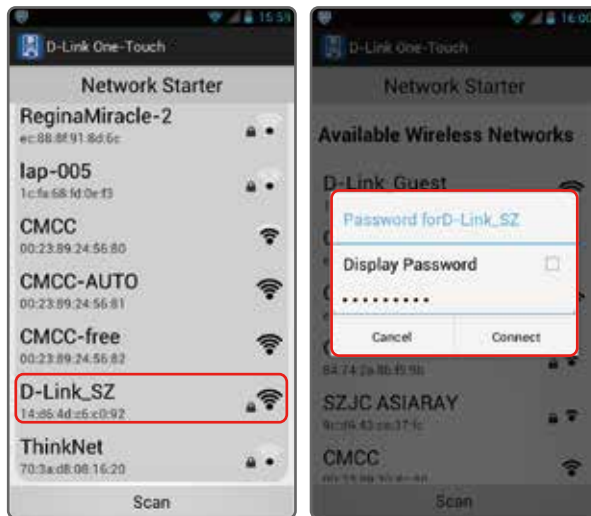 15:59
D-Link One-Touch
Network Starter
ReginaMiracle-2
ec:88:8f:91:8d:6c
lap-005
1c:fa:68:fd:0e:f3
CMCC
00:23:89:24:56:80
CMCC-AUTO
00:23:89:24:56:81
CMCC-free
00:23:89:24:56:82
D-Link_SZ
14:d6:4d:c6:c0:92
ThinkNet
70:3a:d8:08:16:20
Scan
16:00
D-Link One-Touch
Network Starter
Available Wireless Networks
D-Link_Guest
Password forD-Link_SZ
Display Password
•••••••••
Cancel
Connect
SZJC ASIARAY
CMCC
Scan